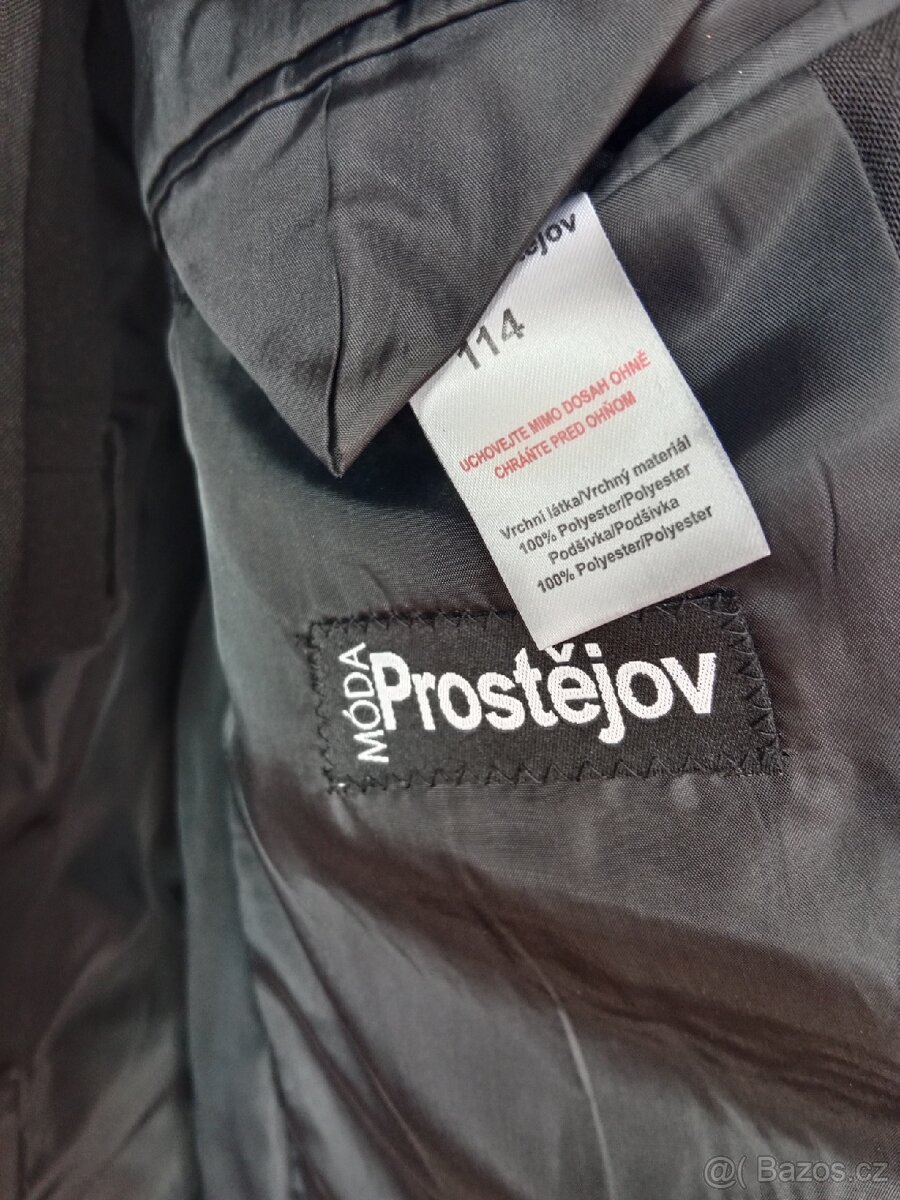 114
UCHOVEJTE MIMO DOSAH OHNĚ
CHRÁŇTE PRED OHŇOM
Vrchní látka/Vrchný materiál
100% Polyester/Polyester
Podšívka/Podšívka
100% Polyester/Polyester
MÓDA
Prostějov
@( Bazos.cz